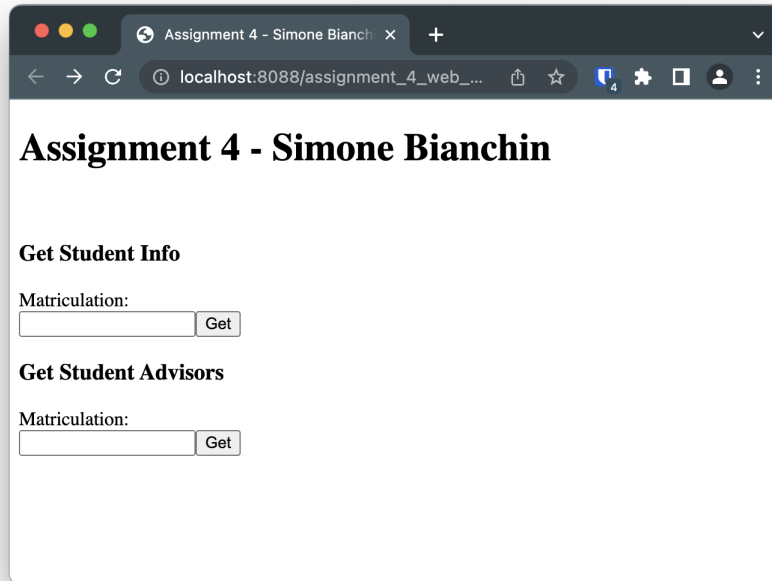 Assignment 4 - Simone Bianch
localhost:8088/assignment_4_web_...
4
Assignment 4 - Simone Bianchin
Get Student Info
Matriculation:
Get
Get Student Advisors
Matriculation:
Get